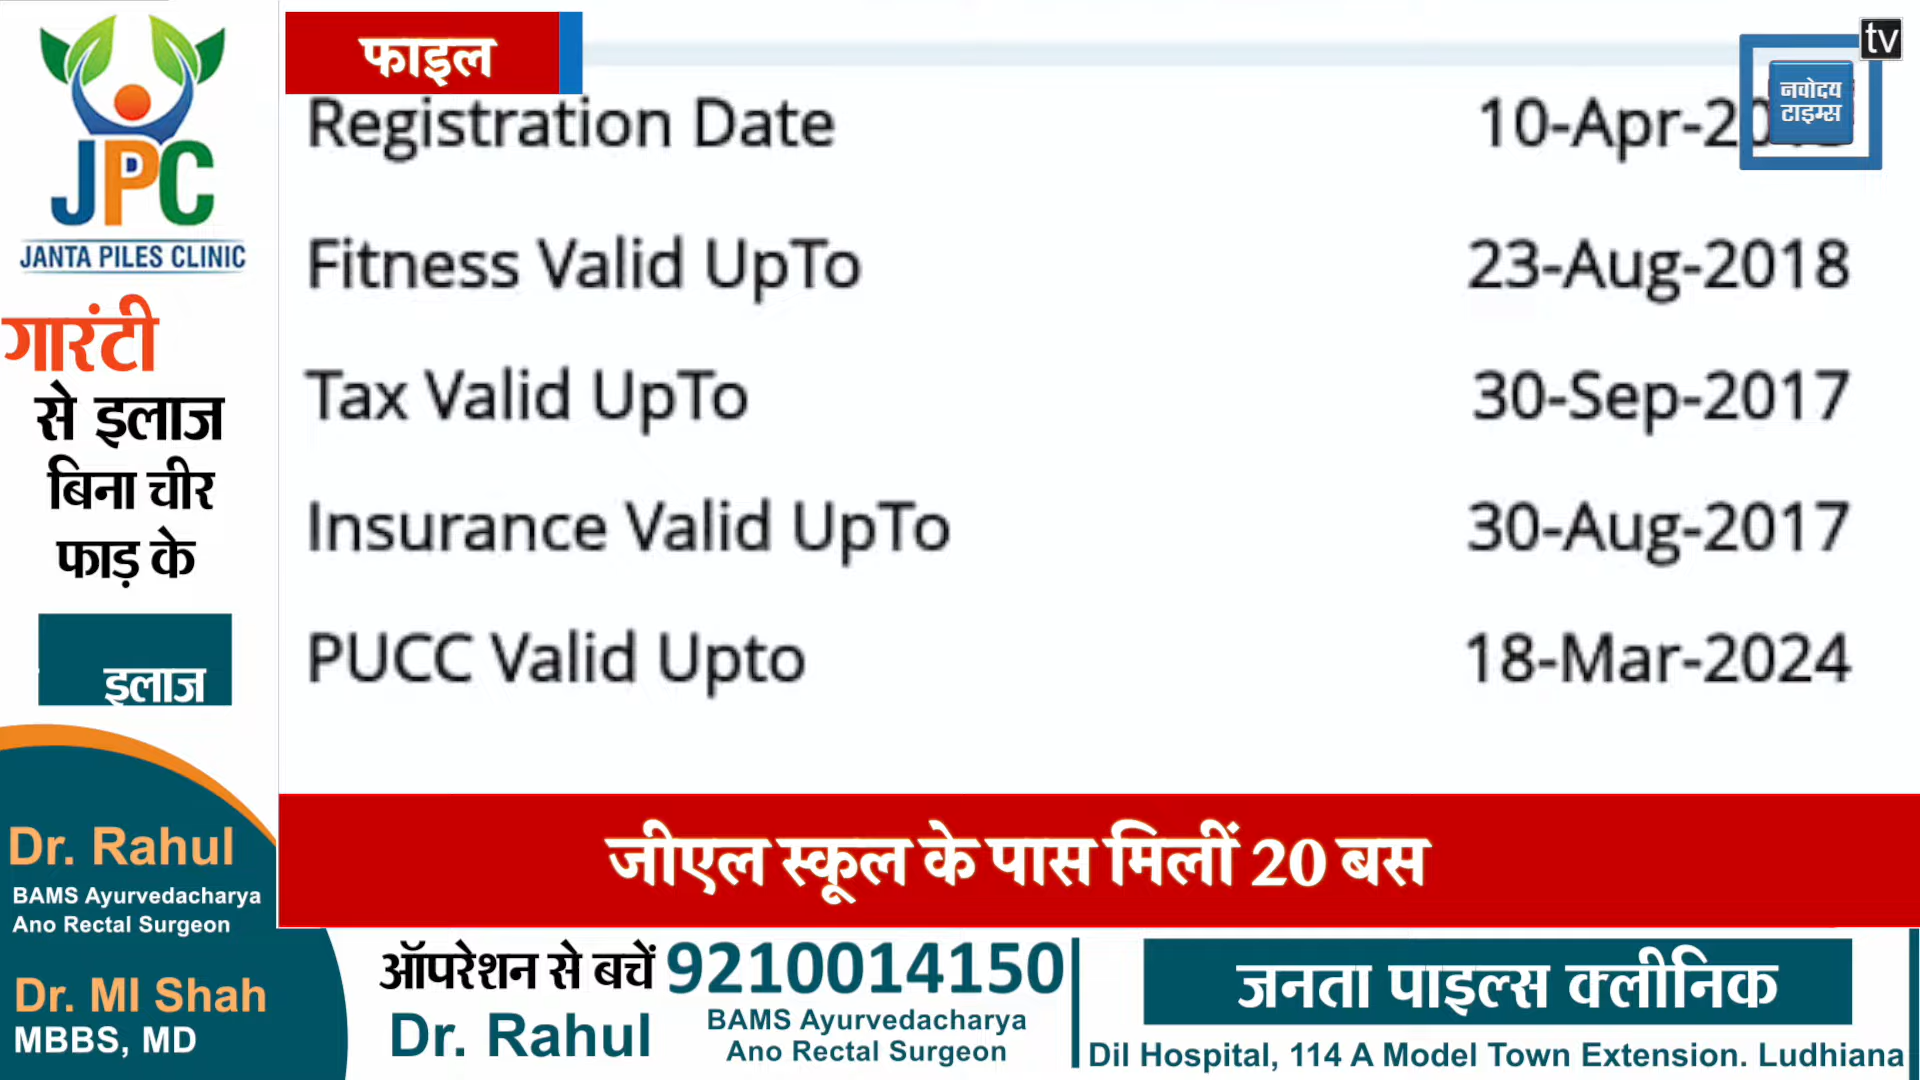 JPC
JANTA PILES CLINIC
गारंटी
से इलाज
बिना चीर
फाड़ के
इलाज
Dr. Rahul
BAMS Ayurvedacharya
Ano Rectal Surgeon
Dr. MI Shah
MBBS, MD
फाइल
tv
नवोदय
टाइम्स
Registration Date
10-Apr-
Fitness Valid UpTo 23-Aug-2018
Tax Valid UpTo 30-Sep-2017
Insurance Valid UpTo 30-Aug-2017
PUCC Valid Upto 18-Mar-2024
जीएल स्कूल के पास मिलीं 20 बस
ऑपरेशन से बचें 9210014150
Dr. Rahul
BAMS Ayurvedacharya
Ano Rectal Surgeon
जनता पाइल्स क्लीनिक
Dil Hospital, 114 A Model Town Extension. Ludhiana